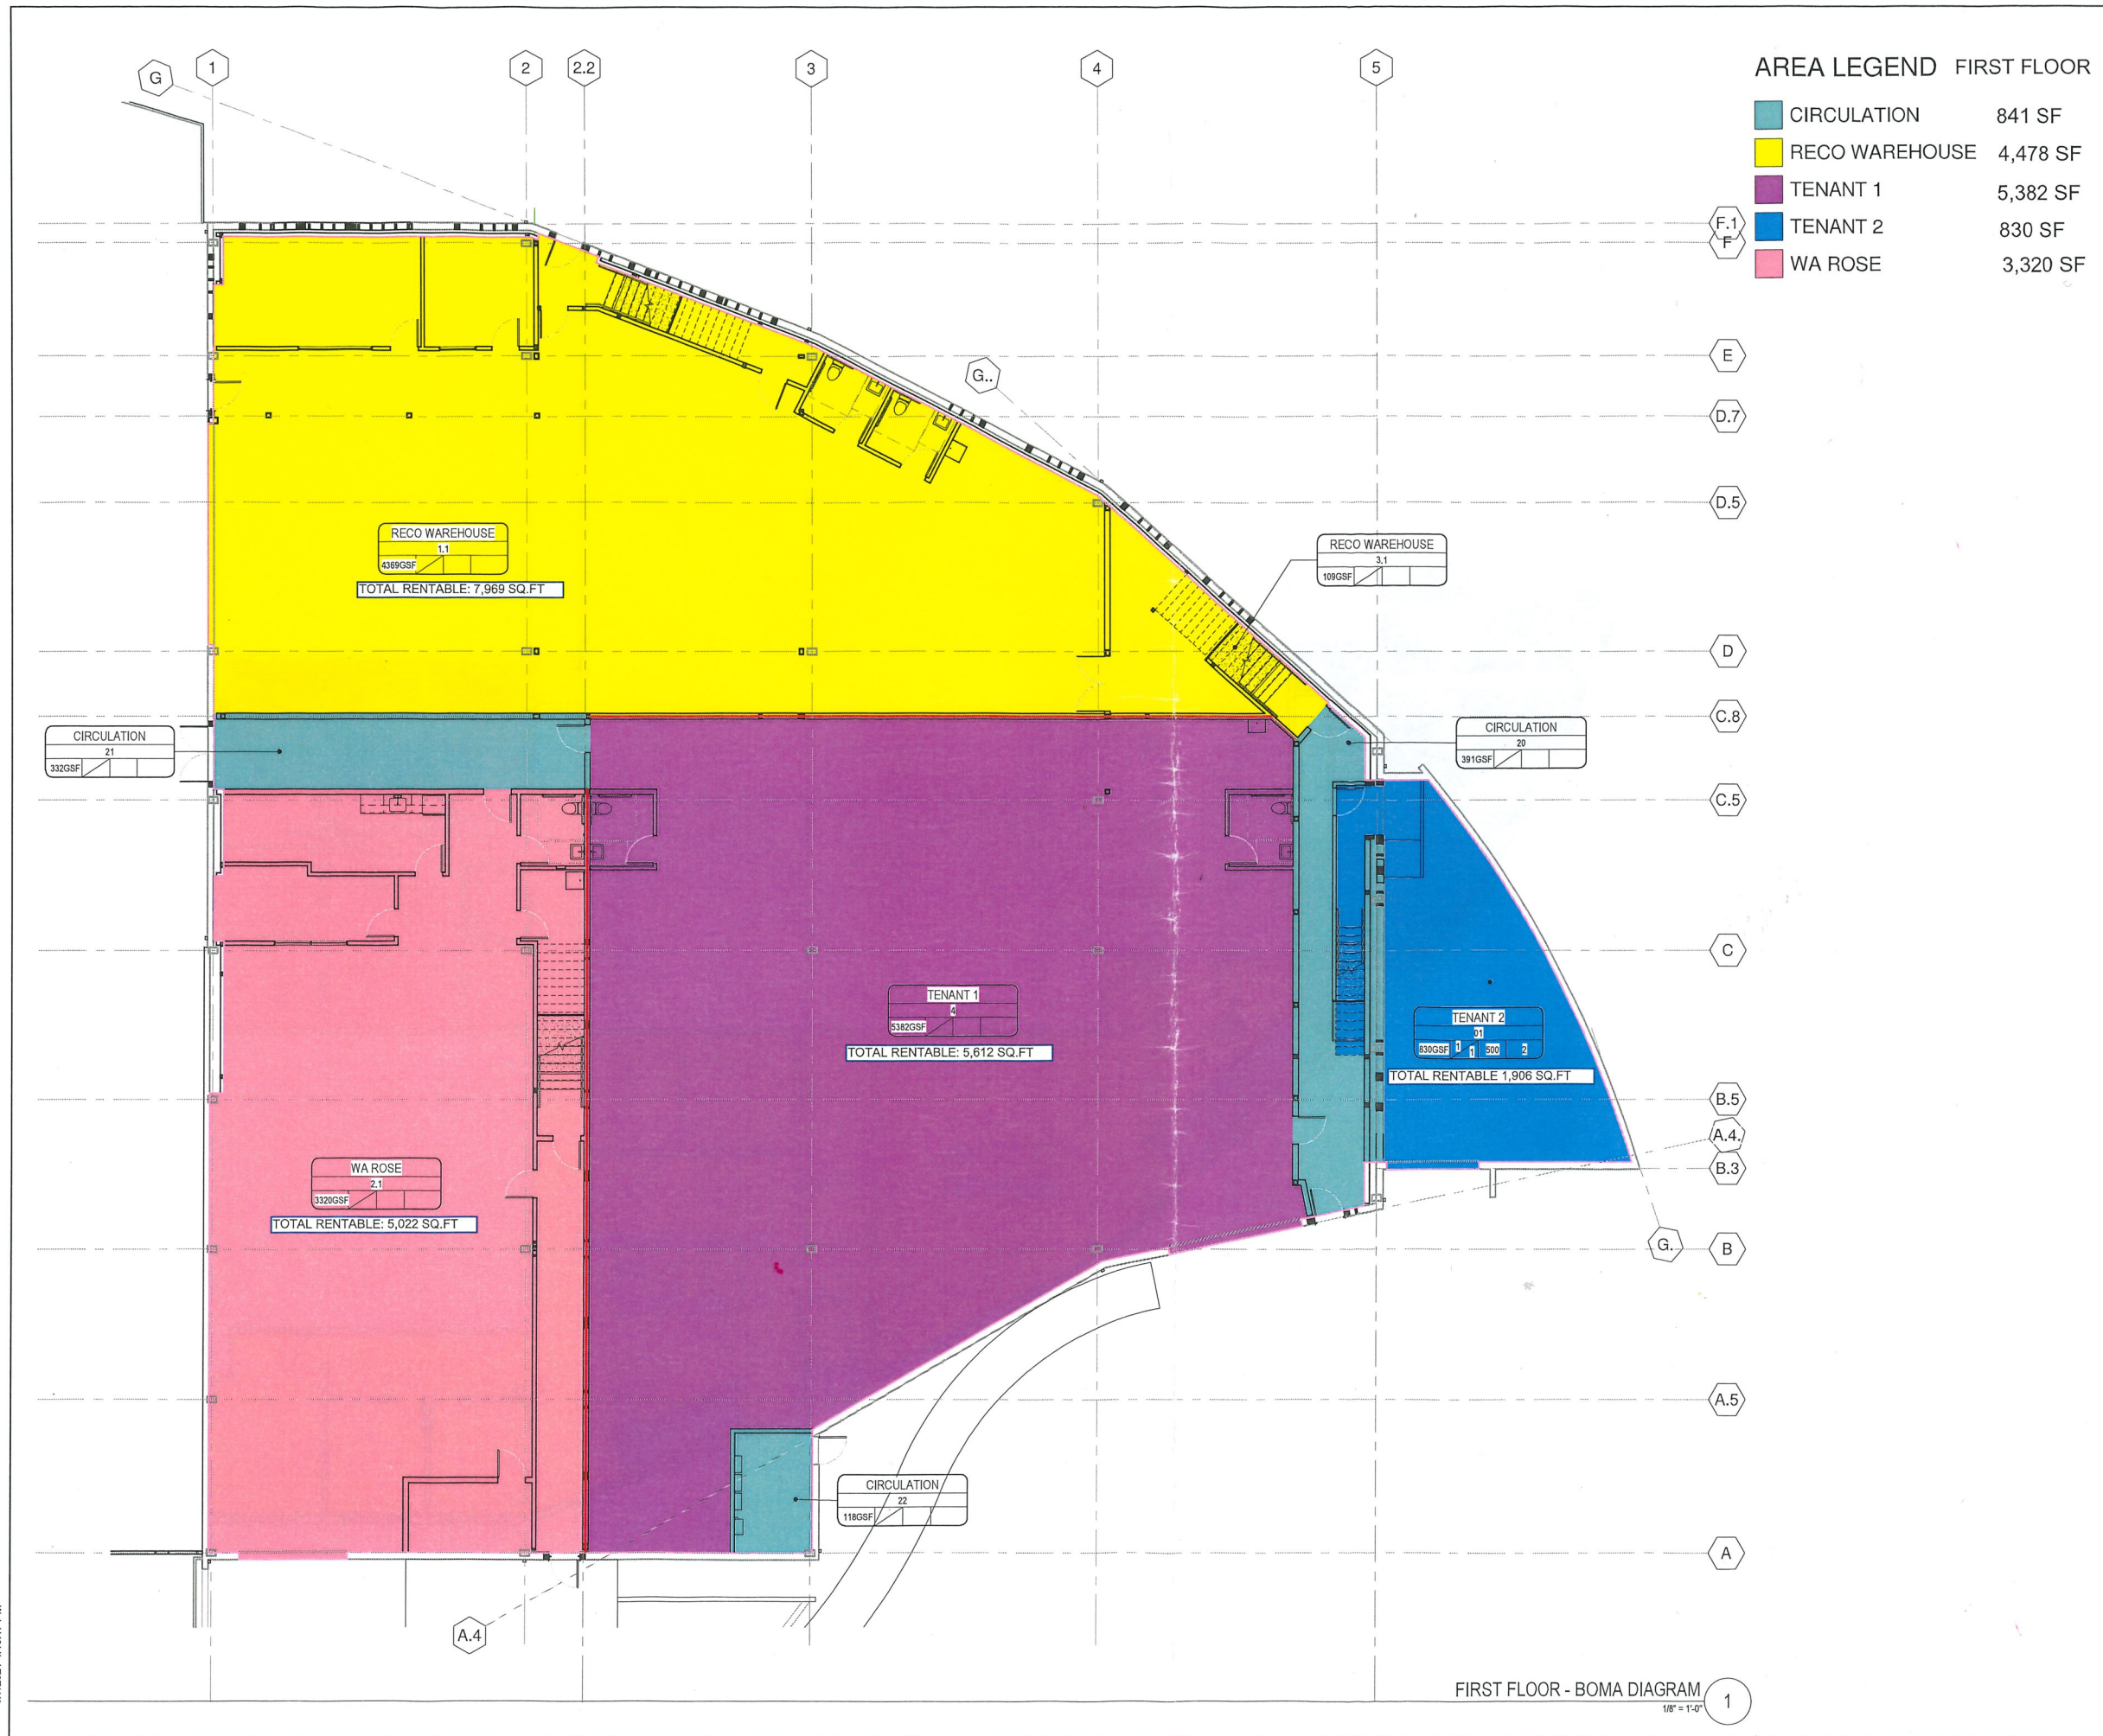 AREA LEGEND FIRST FLOOR
CIRCULATION 841 SF
RECO WAREHOUSE 4,478 SF
TENANT 1 5,382 SF
TENANT 2 830 SF
WA ROSE 3,320 SF
G
1
2
2.2
3
4
5
F.1
F
E
G..
D.7
D.5
RECO WAREHOUSE
1.1
4369GSF
TOTAL RENTABLE: 7,969 SQ.FT
RECO WAREHOUSE
3.1
109GSF
D
C.8
CIRCULATION
21
332GSF
CIRCULATION
20
391GSF
C.5
C
TENANT 1
4
5382GSF
TOTAL RENTABLE: 5,612 SQ.FT
TENANT 2
01
830GSF 1 1 500 2
TOTAL RENTABLE 1,906 SQ.FT
B.5
A.4.
B.3
WA ROSE
2.1
3320GSF
TOTAL RENTABLE: 5,022 SQ.FT
G.
B
A.5
CIRCULATION
22
118GSF
A
A.4
FIRST FLOOR - BOMA DIAGRAM 1
1/8" = 1'-0"